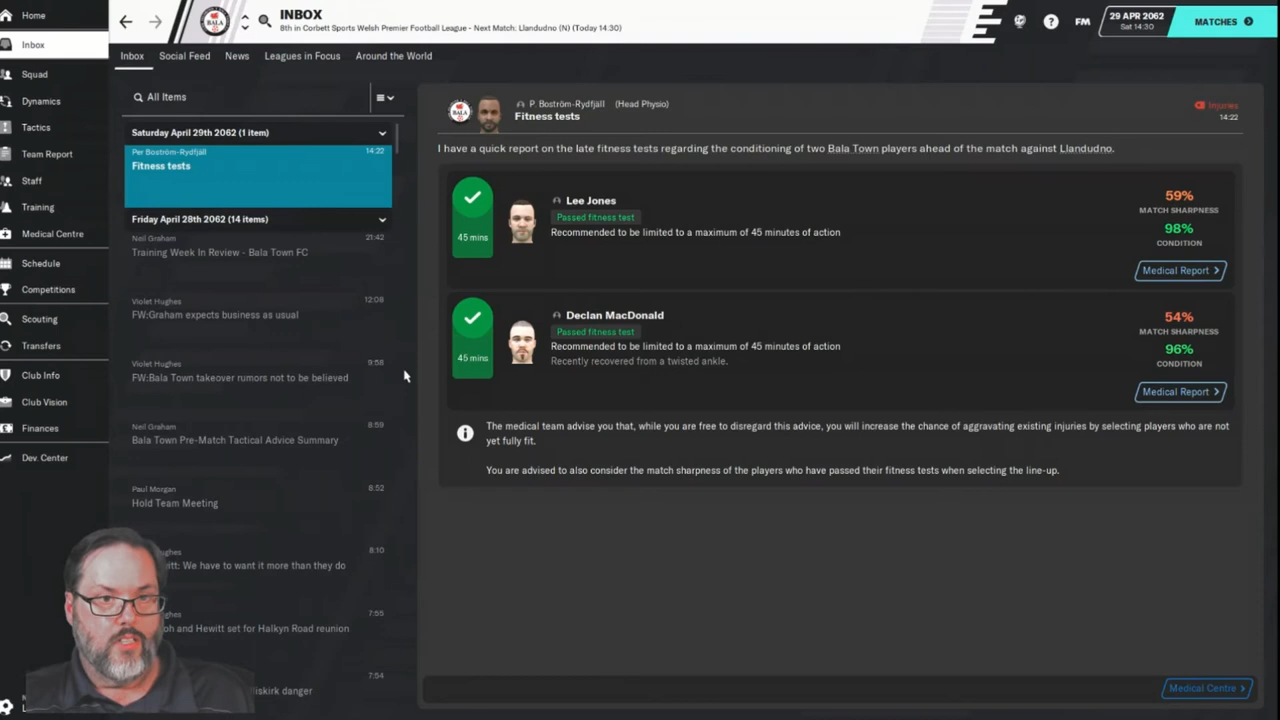 Home
Inbox
Squad
Dynamics
Tactics
Team Report
Staff
Training
Medical Centre
Schedule
Competitions
Scouting
Transfers
Club Info
Club Vision
Finances
Dev. Center
BALA
INBOX
8th in Corbett Sports Welsh Premier Football League - Next Match: Llandudno (N) (Today 14:30)
FM
29 APR 2062
Sat 14:30
MATCHES
Inbox
Social Feed
News
Leagues in Focus
Around the World
All Items
Saturday April 29th 2062 (1 item)
Per Boström-Rydfjäll 14:22
Fitness tests
Friday April 28th 2062 (14 items)
Neil Graham 21:42
Training Week In Review - Bala Town FC
Violet Hughes 12:08
FW:Graham expects business as usual
Violet Hughes 9:58
FW:Bala Town takeover rumors not to be believed
Neil Graham 8:59
Bala Town Pre-Match Tactical Advice Summary
Paul Morgan 8:52
Hold Team Meeting
ughes 8:10
itt: We have to want it more than they do
ghes 7:55
oh and Hewitt set for Halkyn Road reunion
7:54
iskirk danger
BALA
P. Boström-Rydfjäll (Head Physio)
Fitness tests
Injuries
14:22
I have a quick report on the late fitness tests regarding the conditioning of two Bala Town players ahead of the match against Llandudno.
45 mins
Lee Jones
Passed fitness test
Recommended to be limited to a maximum of 45 minutes of action
59%
MATCH SHARPNESS
98%
CONDITION
Medical Report
45 mins
Declan MacDonald
Passed fitness test
Recommended to be limited to a maximum of 45 minutes of action
Recently recovered from a twisted ankle.
54%
MATCH SHARPNESS
96%
CONDITION
Medical Report
The medical team advise you that, while you are free to disregard this advice, you will increase the chance of aggravating existing injuries by selecting players who are not
yet fully fit.
You are advised to also consider the match sharpness of the players who have passed their fitness tests when selecting the line-up.
Medical Centre